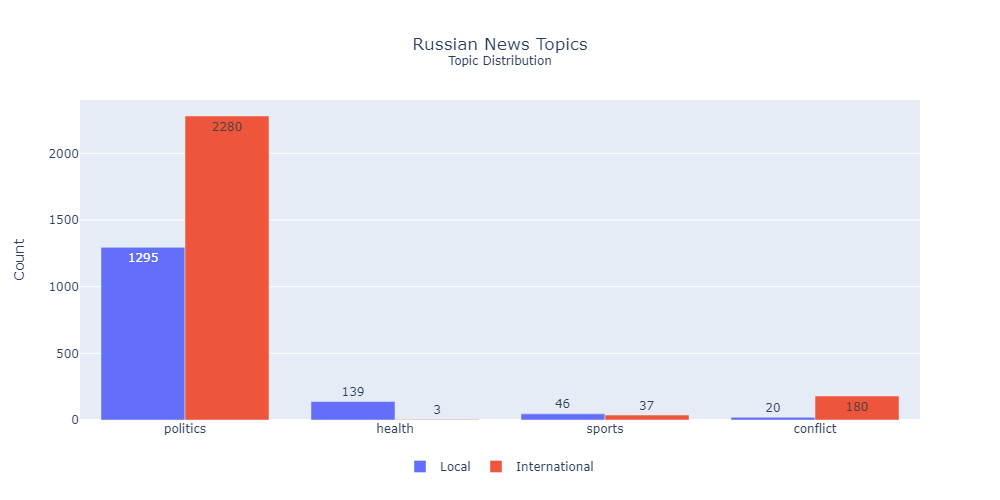 Russian News Topics
Topic Distribution
Count
2000
1500
1000
500
0
1295
2280
139
3
46
37
20
180
politics
health
sports
conflict
Local
International